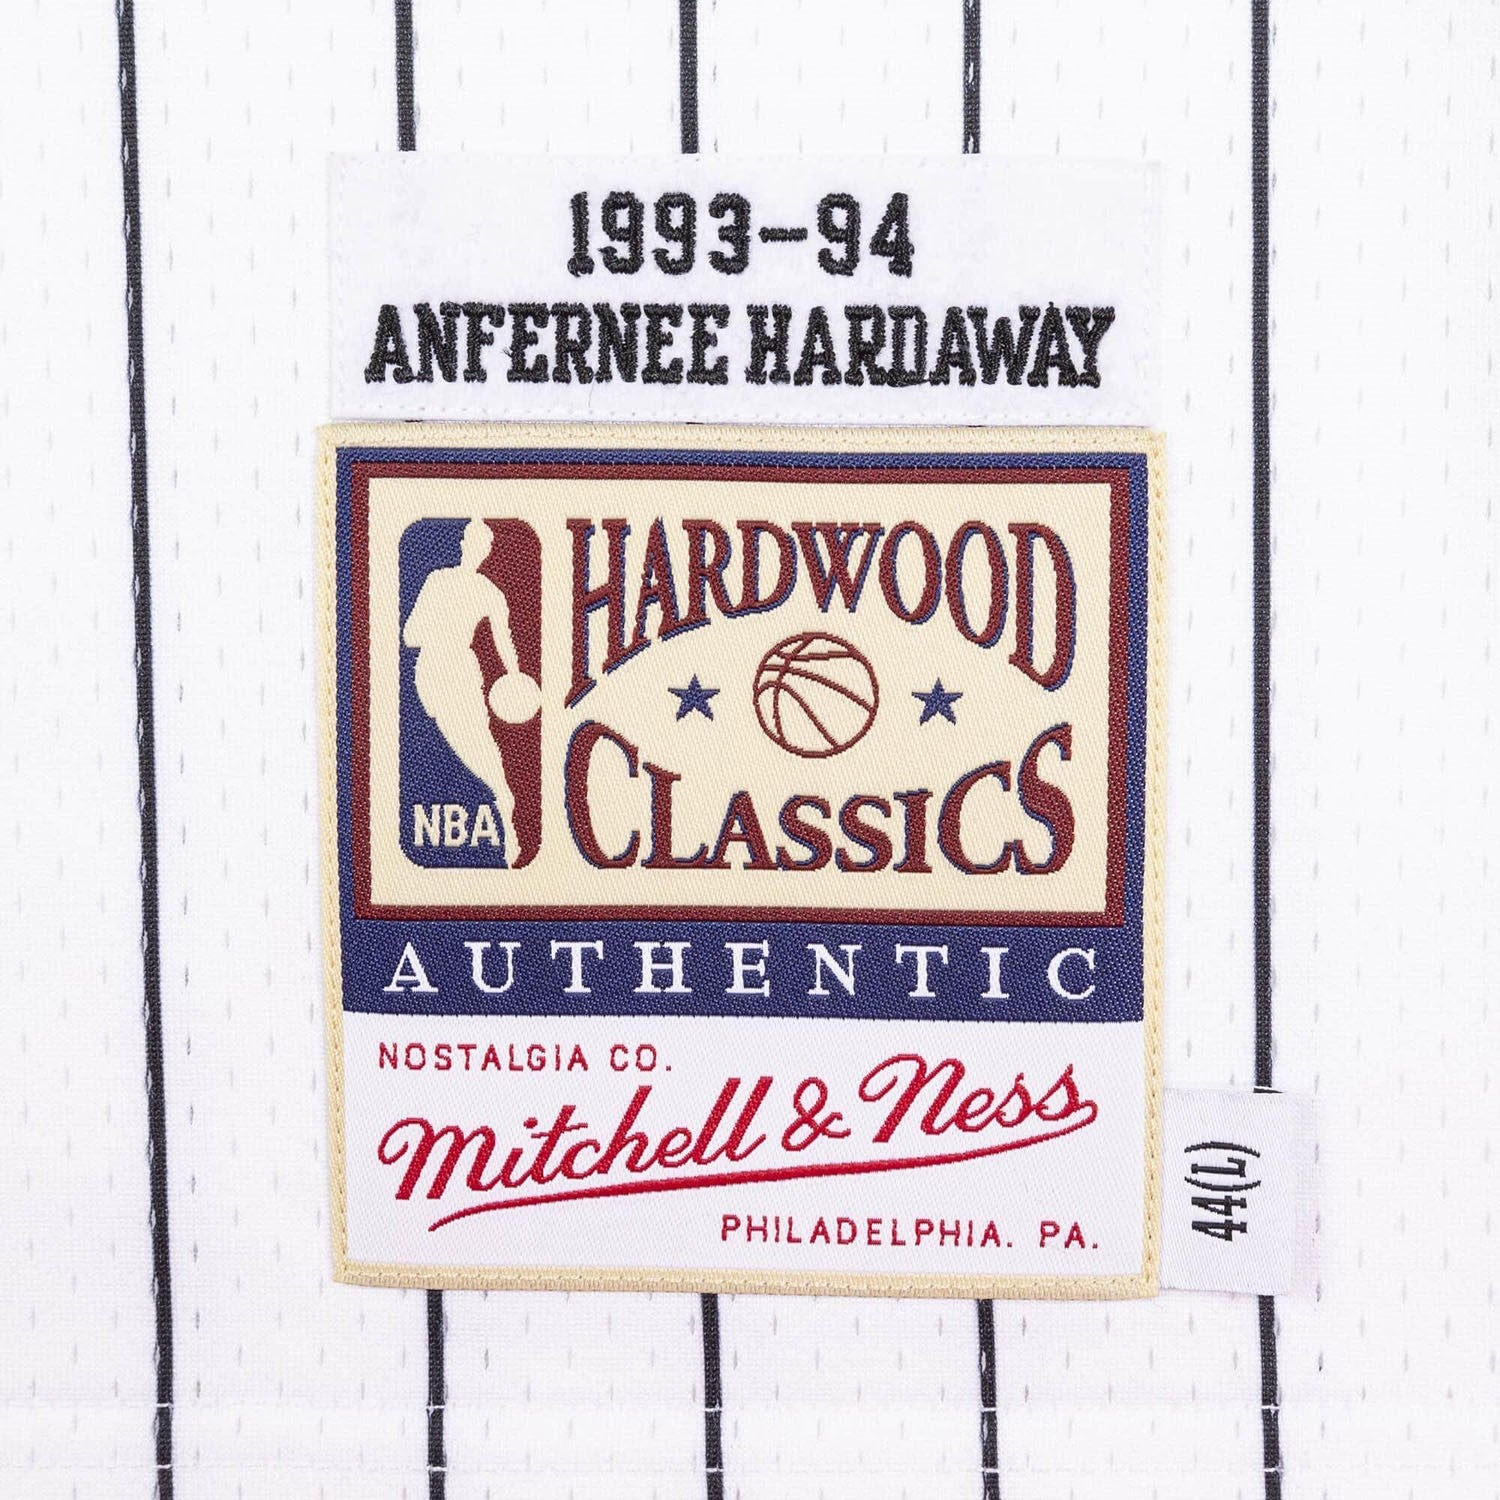 1993-94
ANFERNEE HARDAWAY
HARDWOOD
CLASSICS
NBA
AUTHENTIC
NOSTALGIA CO.
Mitchell & Ness
PHILADELPHIA. PA.
44(L)